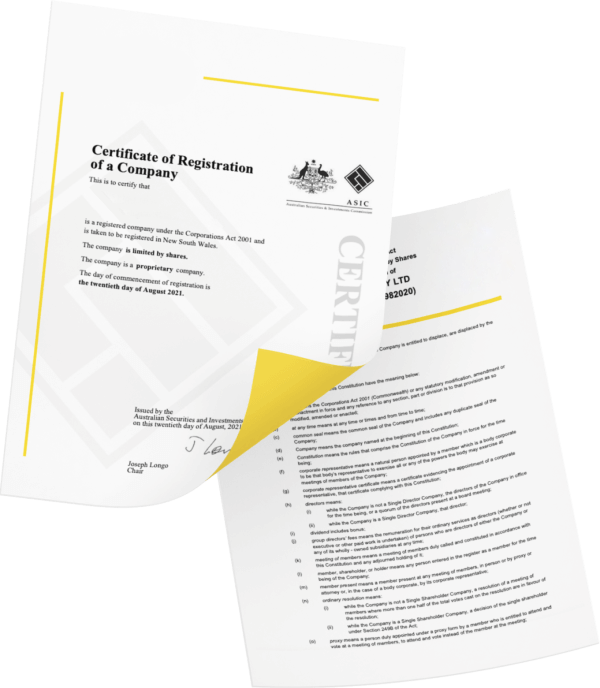 Certificate of Registration
of a Company
This is to certify that
is a registered company under the Corporations Act 2001 and
is taken to be registered in New South Wales.
The company is limited by shares.
The company is a proprietary company.
The day of commencement of registration is
the twentieth day of August 2021.
ASIC
Australian Securities & Investments Commission
CERTIF
Issued by the
Australian Securities and Investments
on this twentieth day of August, 2021
Joseph Longo
Chair
ct
by Shares
of
Y LTD
982020)
Company is entitled to displace, are displaced by the
this Constitution have the meaning below:
the Corporations Act 2001 (Commonwealth) or any statutory modification, amendment or
enactment in force and any reference to any section, part or division is to that provision as so
modified, amended or enacted.
at any time means at any time or times and from time to time;
(c) common seal means the common seal of the Company and includes any duplicate seal of the
Company;
(d) Company means the company named at the beginning of this Constitution;
(e) Constitution means the rules that comprise the Constitution of the Company in force for the time
being;
(f) corporate representative means a natural person appointed by a member which is a body corporate
to be that body's representative to exercise all or any of the powers the body may exercise at
meetings of members of the Company;
(g) corporate representative certificate means a certificate evidencing the appointment of a corporate
representative, that certificate complying with this Constitution;
(h) directors means:
(i) while the Company is not a Single Director Company, the directors of the Company in office
for the time being, or a quorum of the directors present at a board meeting.
(ii) while the Company is a Single Director Company, that director;
(i) dividend includes bonus;
(j) group directors' fees means the remuneration for their ordinary services as directors (whether or not
executive or other paid work is undertaken) of persons who are directors of either the Company or
any of its wholly - owned subsidiaries at any time;
(k) meeting of members means a meeting of members duly called and constituted in accordance with
this Constitution and any adjourned holding of it.
(l) member, shareholder, or holder means any person entered in the register as a member for the time
being of the Company;
(m) member present means a member present at any meeting of members, in person or by proxy or
attorney or, in the case of a body corporate, by its corporate representative;
(n) ordinary resolution means:
(i) while the Company is not a Single Shareholder Company, a resolution of a meeting of
members where more than one half of the total votes cast on the resolution are in favour of
the resolution;
(ii) while the Company is a Single Shareholder Company, a decision of the single shareholder
under Section 249B of the Act;
(o) proxy means a person duly appointed under a proxy form by a member who is entitled to attend and
vote at a meeting of members, to attend and vote instead of the member at the meeting;